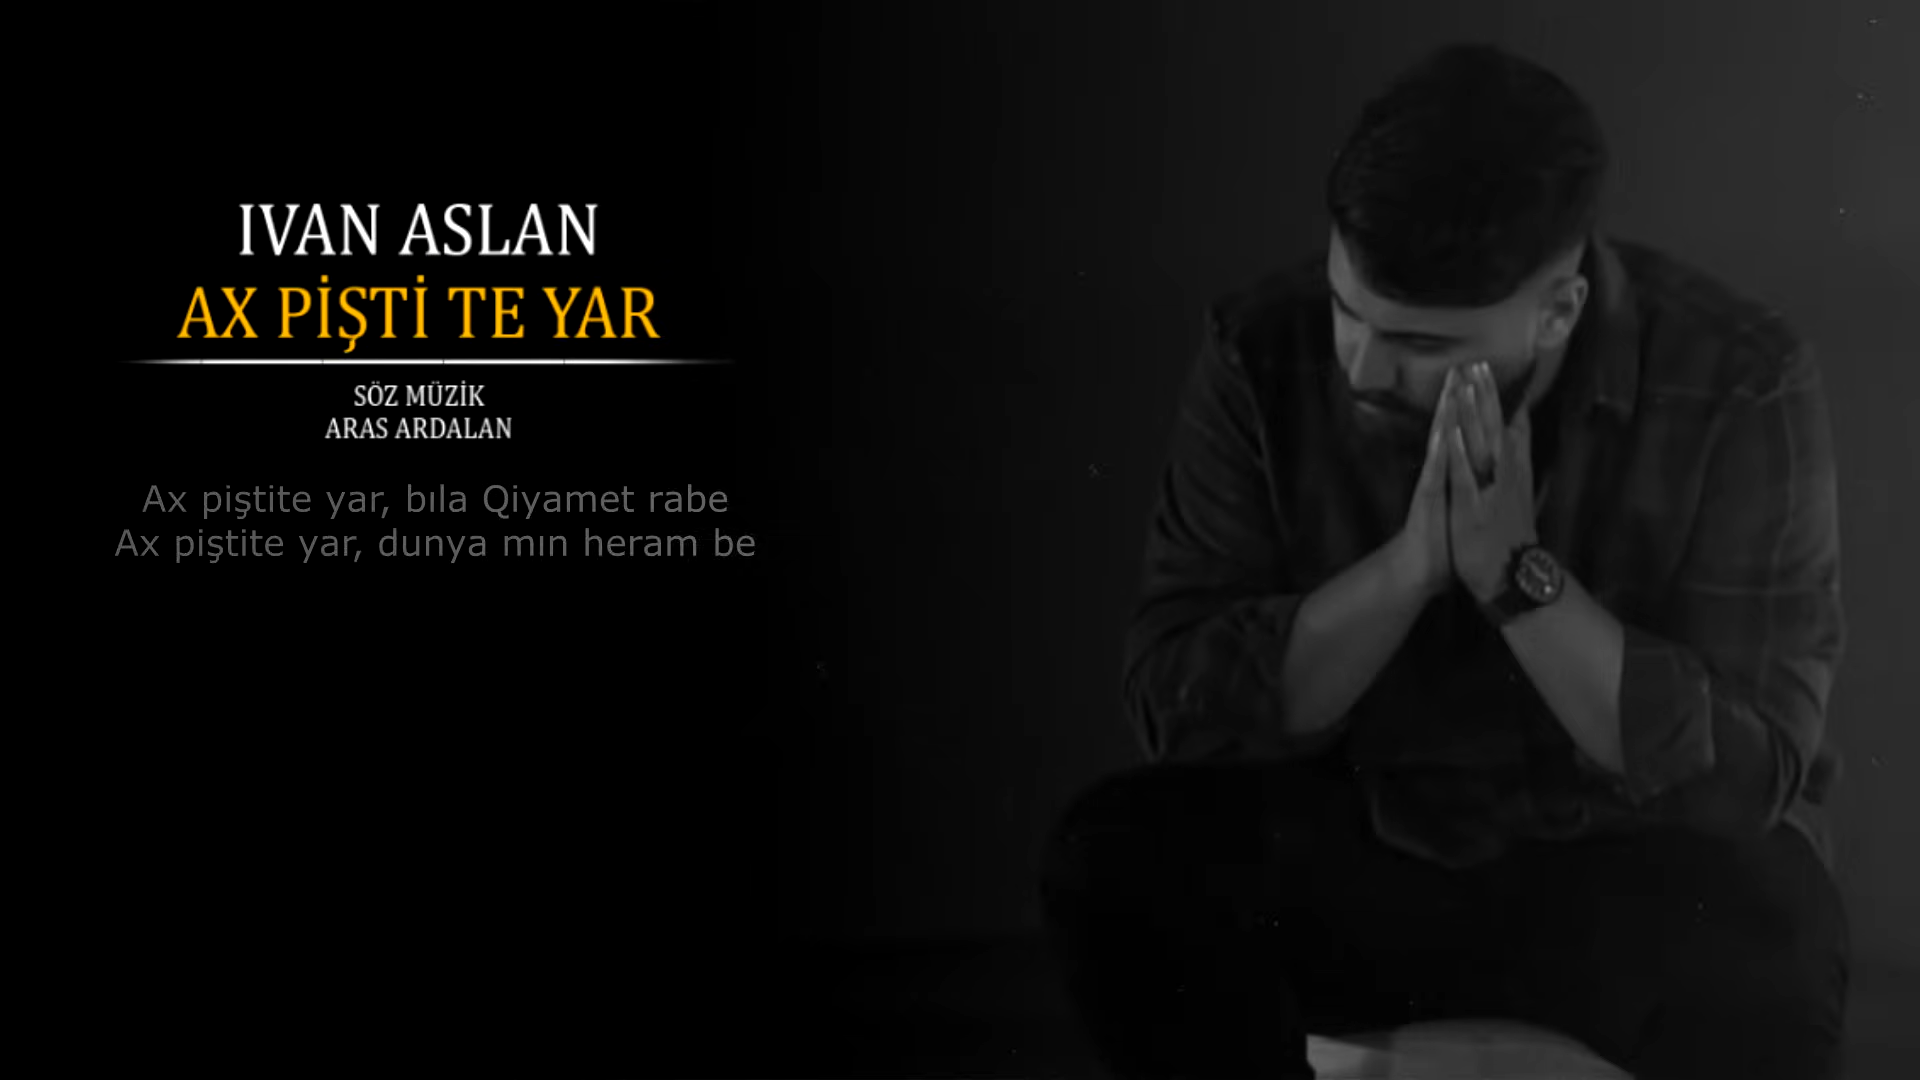 IVAN ASLAN
AX PİŞTİ TE YAR
SÖZ MÜZİK
ARAS ARDALAN
Ax piştite yar, bıla Qiyamet rabe
Ax piştite yar, dunya mın heram be